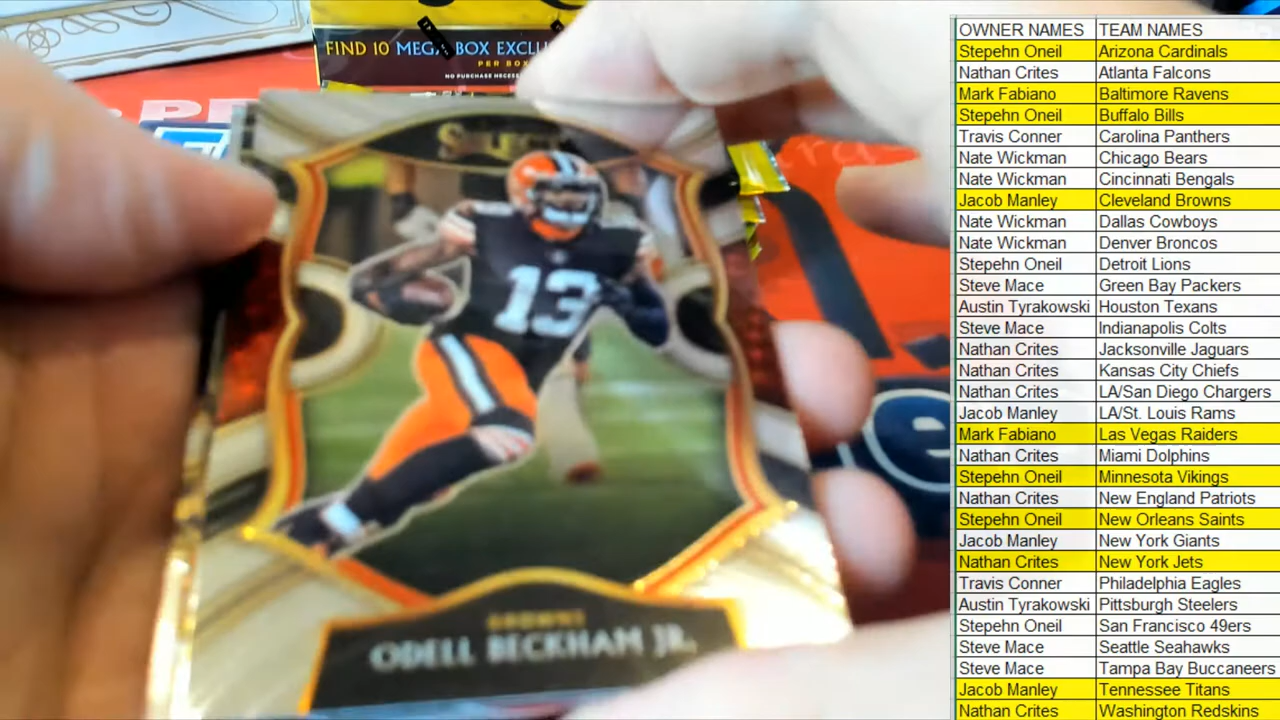 FIND 10 MEGA BOX EXCLU
PER BOX
NO PURCHASE NECESS
SELECT
13
BROWNS
ODELL BECKHAM JR.
OWNER NAMES TEAM NAMES
Stepehn Oneil Arizona Cardinals
Nathan Crites Atlanta Falcons
Mark Fabiano Baltimore Ravens
Stepehn Oneil Buffalo Bills
Travis Conner Carolina Panthers
Nate Wickman Chicago Bears
Nate Wickman Cincinnati Bengals
Jacob Manley Cleveland Browns
Nate Wickman Dallas Cowboys
Nate Wickman Denver Broncos
Stepehn Oneil Detroit Lions
Steve Mace Green Bay Packers
Austin Tyrakowski Houston Texans
Steve Mace Indianapolis Colts
Nathan Crites Jacksonville Jaguars
Nathan Crites Kansas City Chiefs
Nathan Crites LA/San Diego Chargers
Jacob Manley LA/St. Louis Rams
Mark Fabiano Las Vegas Raiders
Nathan Crites Miami Dolphins
Stepehn Oneil Minnesota Vikings
Nathan Crites New England Patriots
Stepehn Oneil New Orleans Saints
Jacob Manley New York Giants
Nathan Crites New York Jets
Travis Conner Philadelphia Eagles
Austin Tyrakowski Pittsburgh Steelers
Stepehn Oneil San Francisco 49ers
Steve Mace Seattle Seahawks
Steve Mace Tampa Bay Buccaneers
Jacob Manley Tennessee Titans
Nathan Crites Washington Redskins